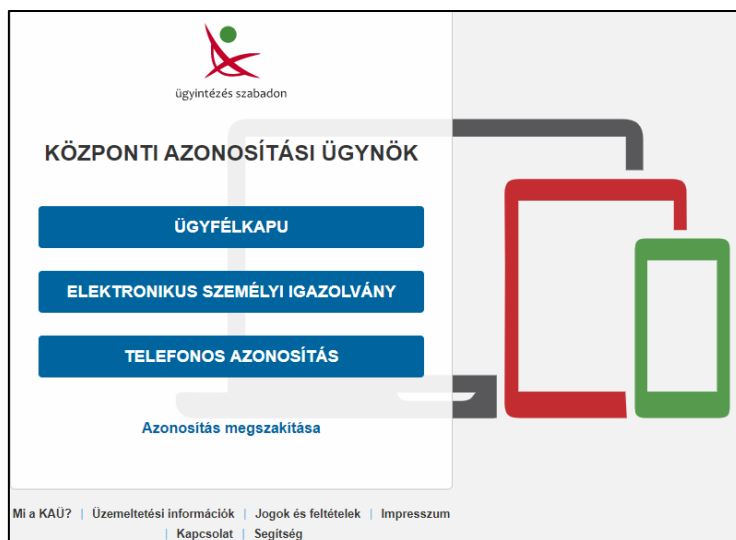 ügyintézés szabadon
KÖZPONTI AZONOSÍTÁSI ÜGYNÖK
ÜGYFÉLKAPU
ELEKTRONIKUS SZEMÉLYI IGAZOLVÁNY
TELEFONOS AZONOSÍTÁS
Azonosítás megszakítása
Mi a KAÜ? | Üzemeltetési információk | Jogok és feltételek | Impresszum
| Kapcsolat | Segítség